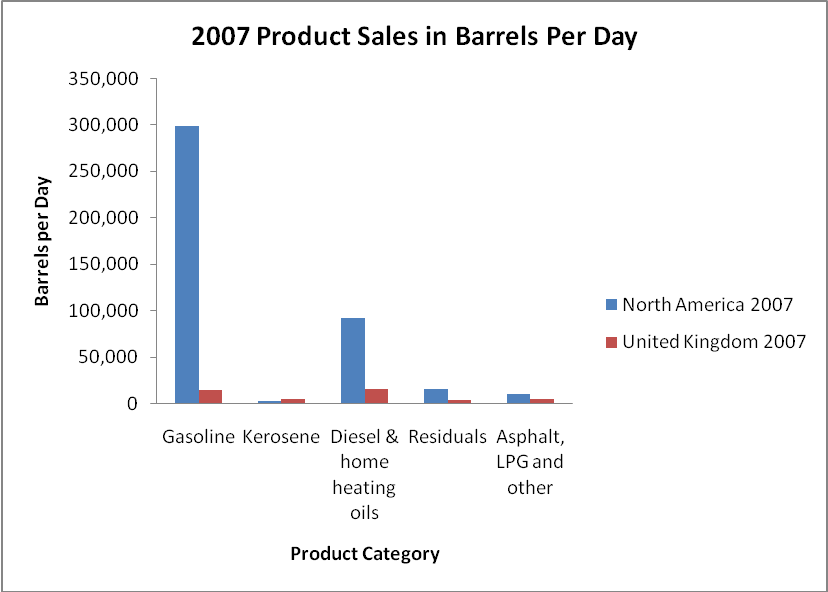 2007 Product Sales in Barrels Per Day
350,000
300,000
250,000
200,000
150,000
100,000
50,000
0
Barrels per Day
Gasoline
Kerosene
Diesel &
home
heating
oils
Residuals
Asphalt,
LPG and
other
Product Category
North America 2007
United Kingdom 2007